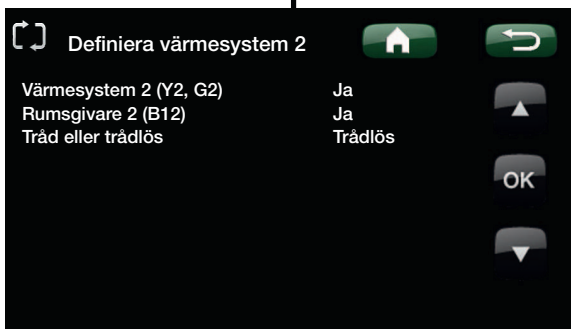 Definiera värmesystem 2
Värmesystem 2 (Y2, G2) Ja
Rumsgivare 2 (B12) Ja
Tråd eller trådlös Trådlös
OK